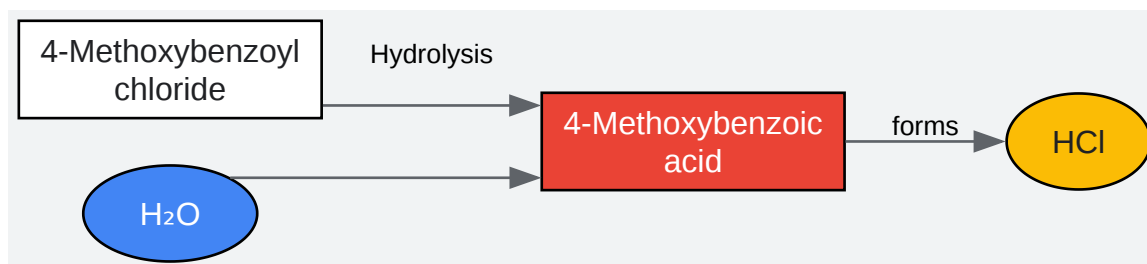 4-Methoxybenzoyl
chloride
Hydrolysis
H₂O
4-Methoxybenzoic
acid
forms
HCl